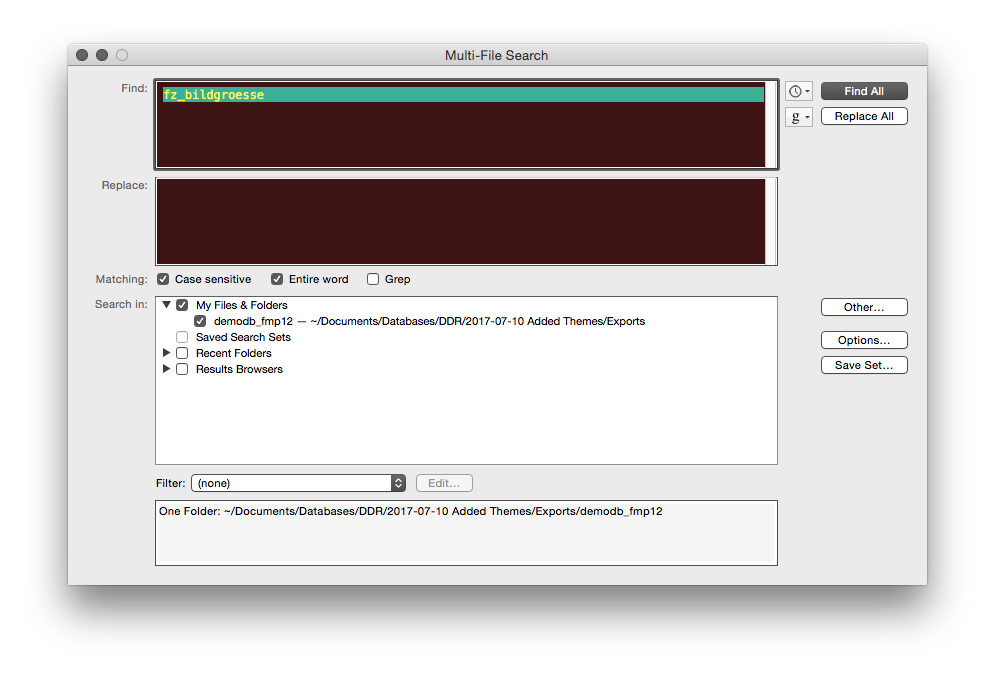 Multi-File Search
Find:
fz_bildgroesse
g
Find All
Replace All
Replace:
Matching:
Case sensitive
Entire word
Grep
Search in:
My Files & Folders
demodb_fmp12 — ~/Documents/Databases/DDR/2017-07-10 Added Themes/Exports
Saved Search Sets
Recent Folders
Results Browsers
Other...
Options...
Save Set...
Filter:
(none)
Edit...
One Folder: ~/Documents/Databases/DDR/2017-07-10 Added Themes/Exports/demodb_fmp12